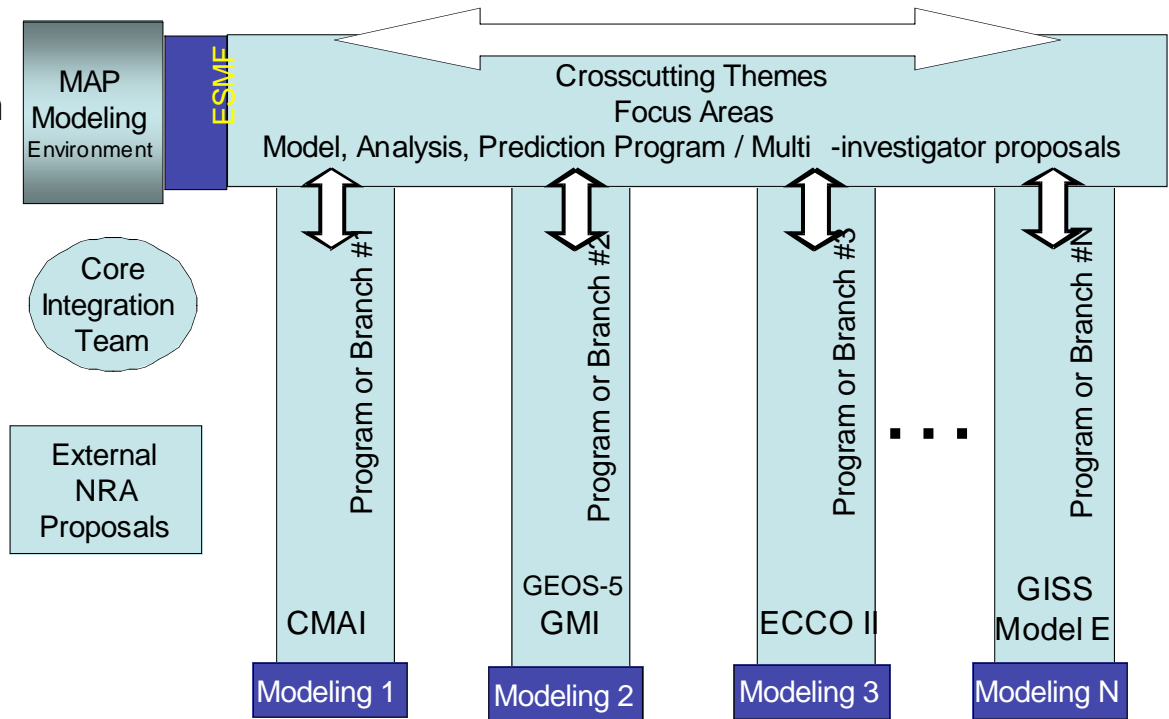 MAP
Modeling
Environment
ESMF
Crosscutting Themes
Focus Areas
Model, Analysis, Prediction Program / Multi -investigator proposals
Core
Integration
Team
External
NRA
Proposals
Program or Branch #1
Program or Branch #2
Program or Branch #3
. . .
Program or Branch #N
CMAI
GEOS-5
GMI
ECCO II
GISS
Model E
Modeling 1
Modeling 2
Modeling 3
Modeling N